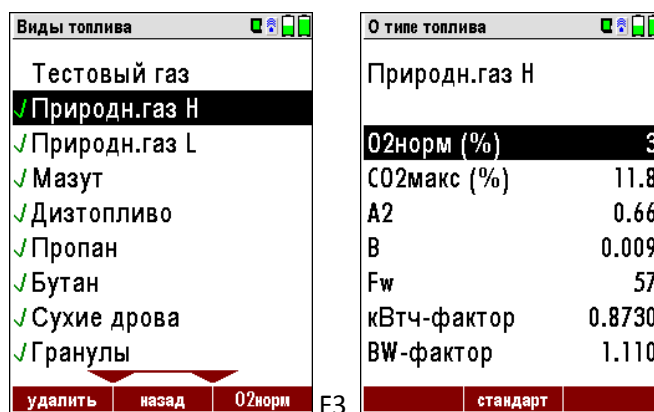 Виды топлива
Тестовый газ
Природн.газ H
Природн.газ L
Мазут
Дизтопливо
Пропан
Бутан
Сухие дрова
Гранулы
удалить назад O2норм
F3
О типе топлива
Природн.газ H
O2норм (%) 3
CO2макс (%) 11.8
A2 0.66
B 0.009
Fw 57
кВтч-фактор 0.8730
BW-фактор 1.110
стандарт